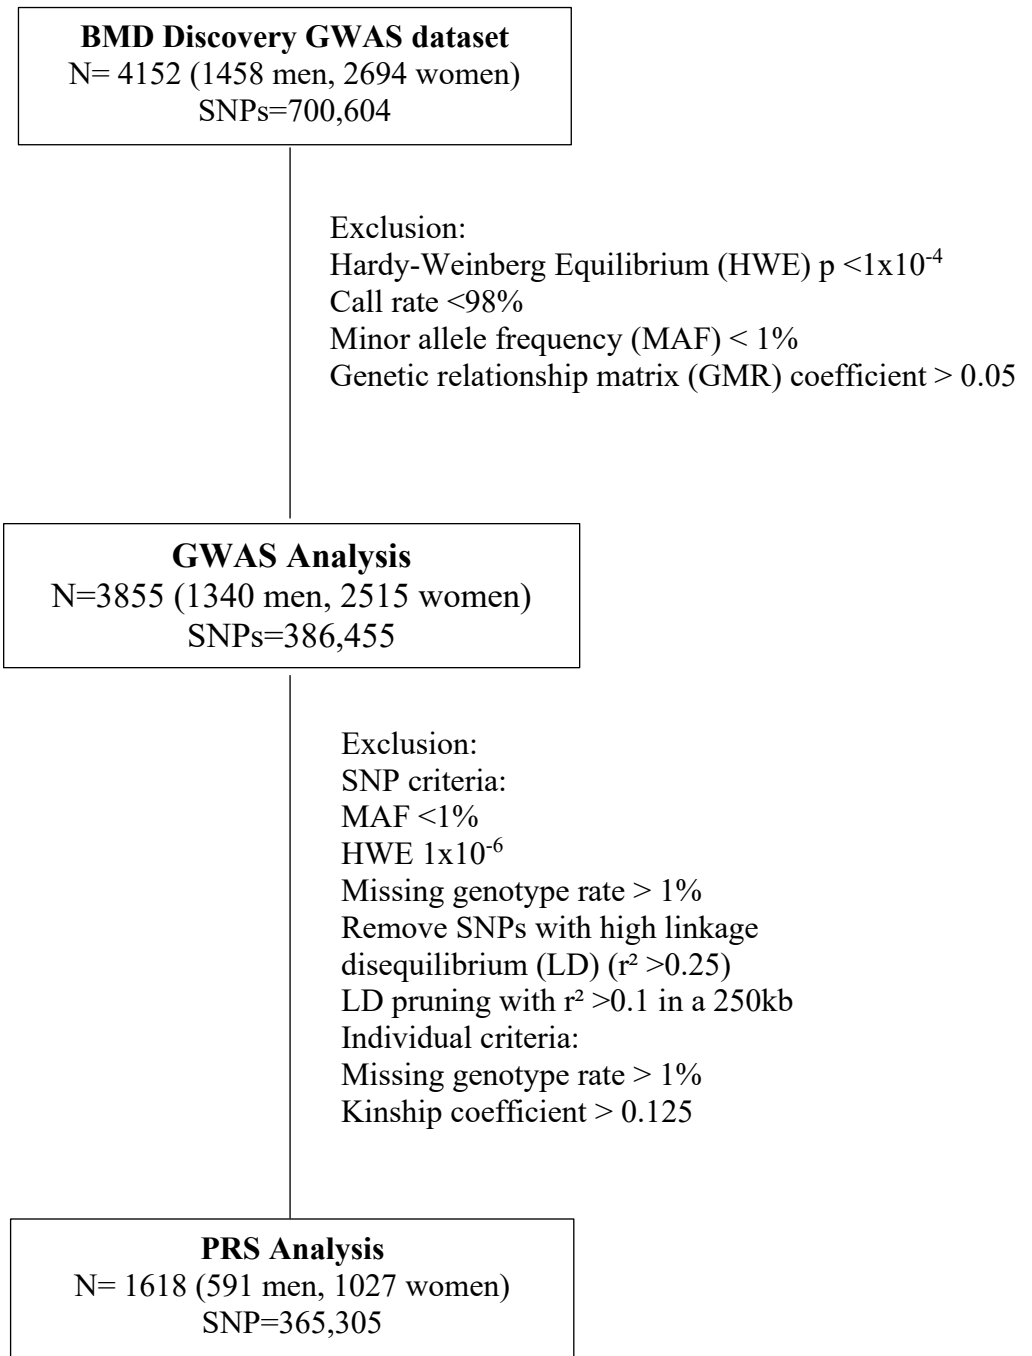 BMD Discovery GWAS dataset
N= 4152 (1458 men, 2694 women)
SNPs=700,604
Exclusion:
Hardy-Weinberg Equilibrium (HWE) p <1x10⁻⁴
Call rate <98%
Minor allele frequency (MAF) < 1%
Genetic relationship matrix (GMR) coefficient > 0.05
GWAS Analysis
N=3855 (1340 men, 2515 women)
SNPs=386,455
Exclusion:
SNP criteria:
MAF <1%
HWE 1x10⁻⁶
Missing genotype rate > 1%
Remove SNPs with high linkage
disequilibrium (LD) (r² >0.25)
LD pruning with r² >0.1 in a 250kb
Individual criteria:
Missing genotype rate > 1%
Kinship coefficient > 0.125
PRS Analysis
N= 1618 (591 men, 1027 women)
SNP=365,305